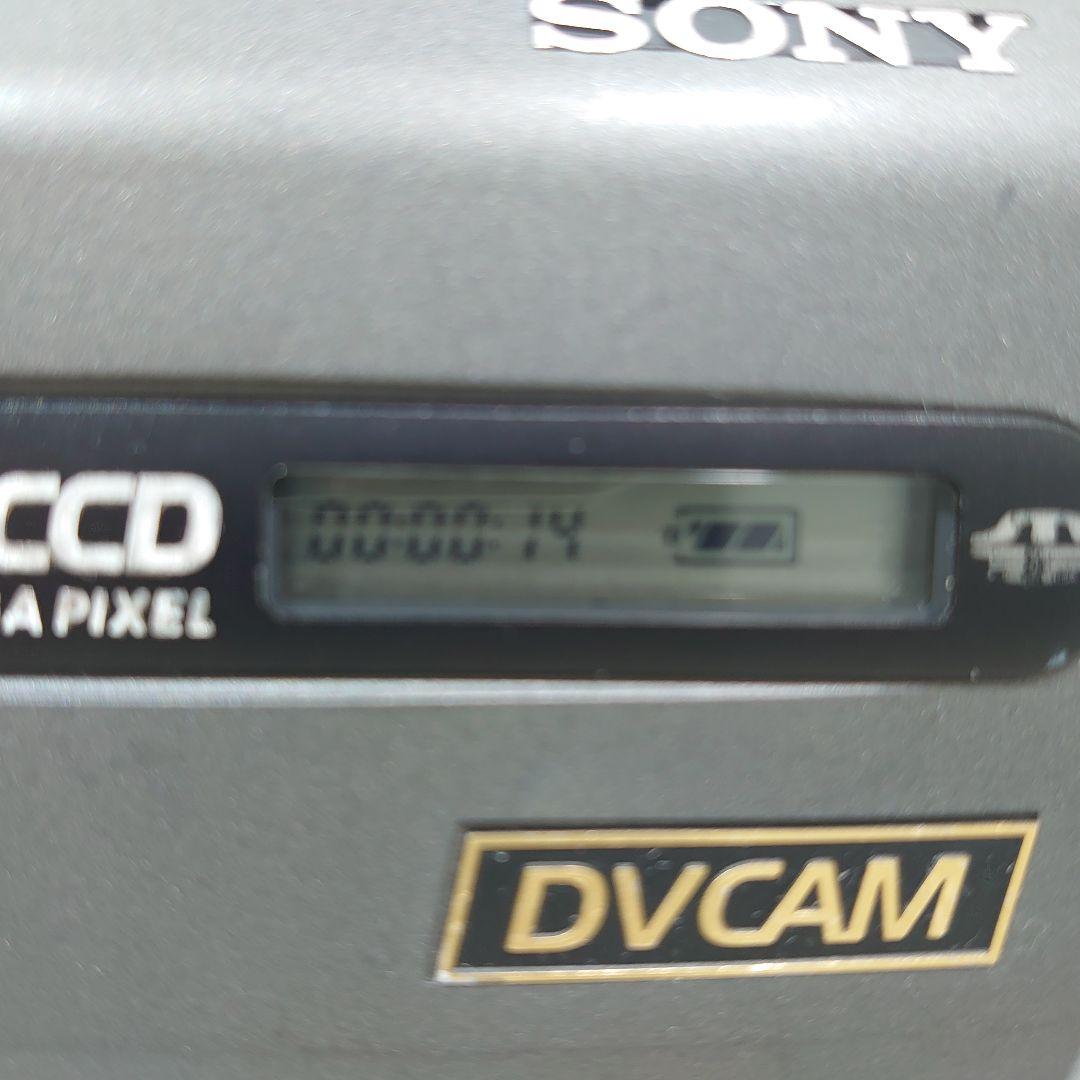 SONY
CCD
A PIXEL
00:00:14
DVCAM